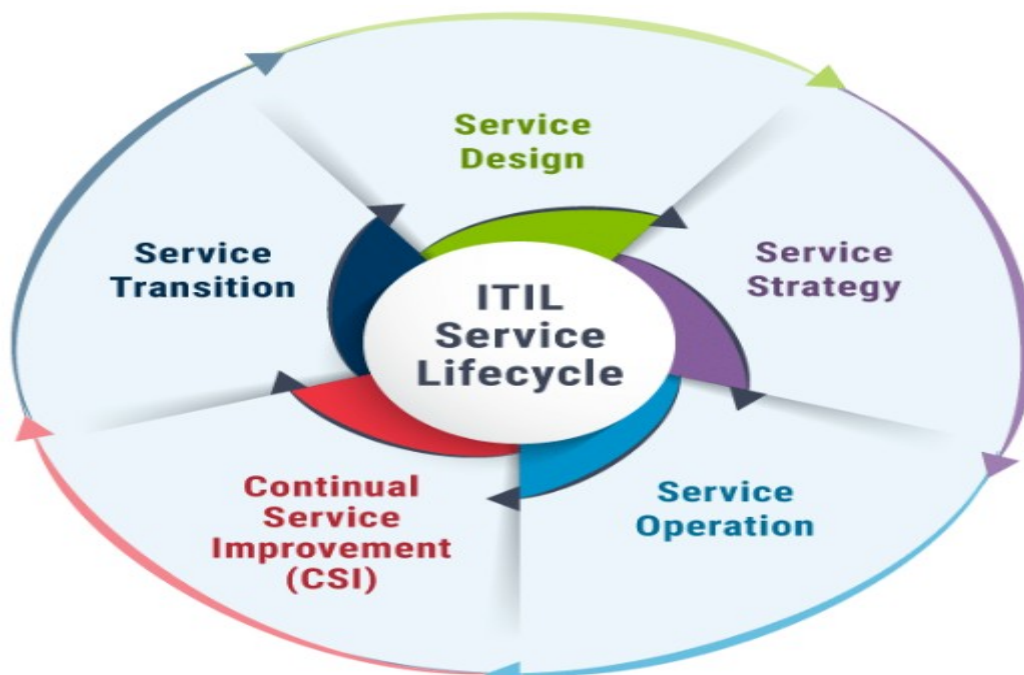 Service
Design
Service
Strategy
Service
Transition
ITIL
Service
Lifecycle
Continual
Service
Improvement
(CSI)
Service
Operation